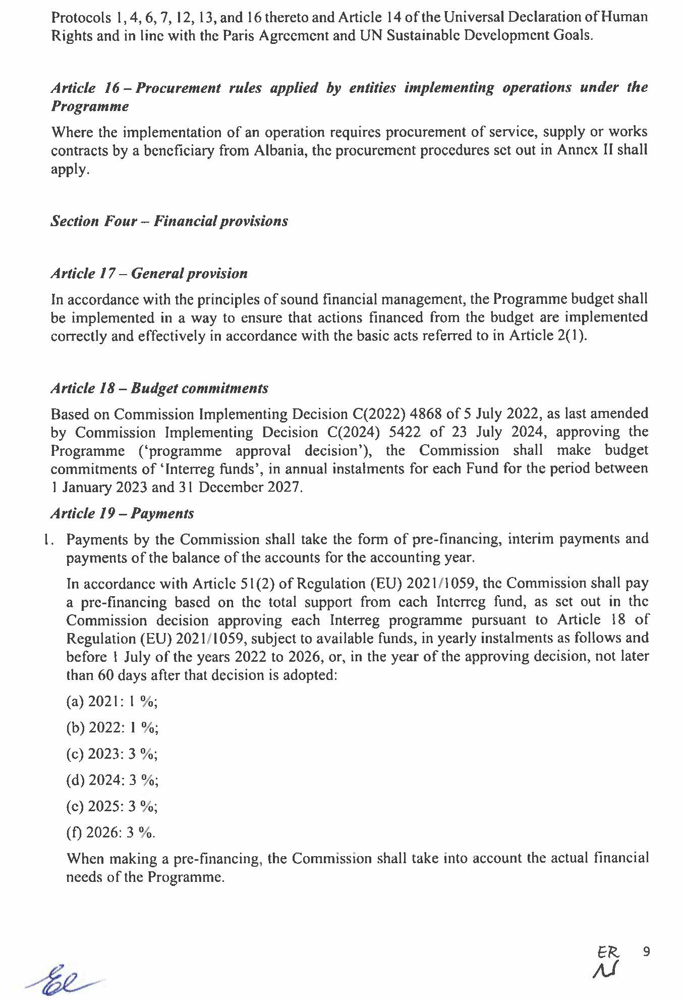 Protocols 1, 4, 6, 7, 12, 13, and 16 thereto and Article 14 of the Universal Declaration of Human
Rights and in line with the Paris Agreement and UN Sustainable Development Goals.
Article 16 – Procurement rules applied by entities implementing operations under the
Programme
Where the implementation of an operation requires procurement of service, supply or works
contracts by a beneficiary from Albania, the procurement procedures set out in Annex II shall
apply.
Section Four – Financial provisions
Article 17 – General provision
In accordance with the principles of sound financial management, the Programme budget shall
be implemented in a way to ensure that actions financed from the budget are implemented
correctly and effectively in accordance with the basic acts referred to in Article 2(1).
Article 18 – Budget commitments
Based on Commission Implementing Decision C(2022) 4868 of 5 July 2022, as last amended
by Commission Implementing Decision C(2024) 5422 of 23 July 2024, approving the
Programme (‘programme approval decision’), the Commission shall make budget
commitments of ‘Interreg funds’, in annual instalments for each Fund for the period between
1 January 2023 and 31 December 2027.
Article 19 – Payments
1. Payments by the Commission shall take the form of pre-financing, interim payments and
payments of the balance of the accounts for the accounting year.
In accordance with Article 51(2) of Regulation (EU) 2021/1059, the Commission shall pay
a pre-financing based on the total support from each Interreg fund, as set out in the
Commission decision approving each Interreg programme pursuant to Article 18 of
Regulation (EU) 2021/1059, subject to available funds, in yearly instalments as follows and
before 1 July of the years 2022 to 2026, or, in the year of the approving decision, not later
than 60 days after that decision is adopted:
(a) 2021: 1 %;
(b) 2022: 1 %;
(c) 2023: 3 %;
(d) 2024: 3 %;
(e) 2025: 3 %;
(f) 2026: 3 %.
When making a pre-financing, the Commission shall take into account the actual financial
needs of the Programme.
ER 9